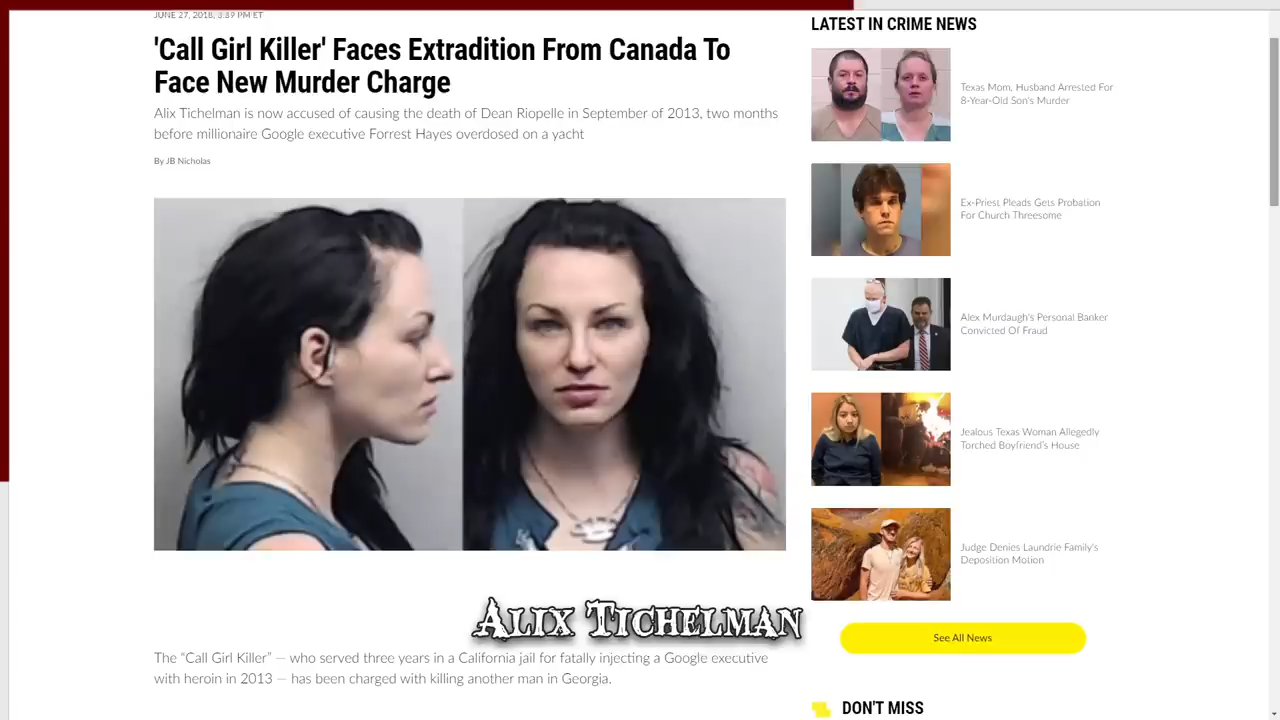 JUNE 27, 2018, 3:39 PM ET
'Call Girl Killer' Faces Extradition From Canada To
Face New Murder Charge
Alix Tichelman is now accused of causing the death of Dean Riopelle in September of 2013, two months
before millionaire Google executive Forrest Hayes overdosed on a yacht
By JB Nicholas
ALIX TICHELMAN
The “Call Girl Killer” — who served three years in a California jail for fatally injecting a Google executive
with heroin in 2013 — has been charged with killing another man in Georgia.
LATEST IN CRIME NEWS
Texas Mom, Husband Arrested For
8-Year-Old Son's Murder
Ex-Priest Pleads Gets Probation
For Church Threesome
Alex Murdaugh's Personal Banker
Convicted Of Fraud
Jealous Texas Woman Allegedly
Torched Boyfriend's House
Judge Denies Laundrie Family's
Deposition Motion
See All News
DON'T MISS